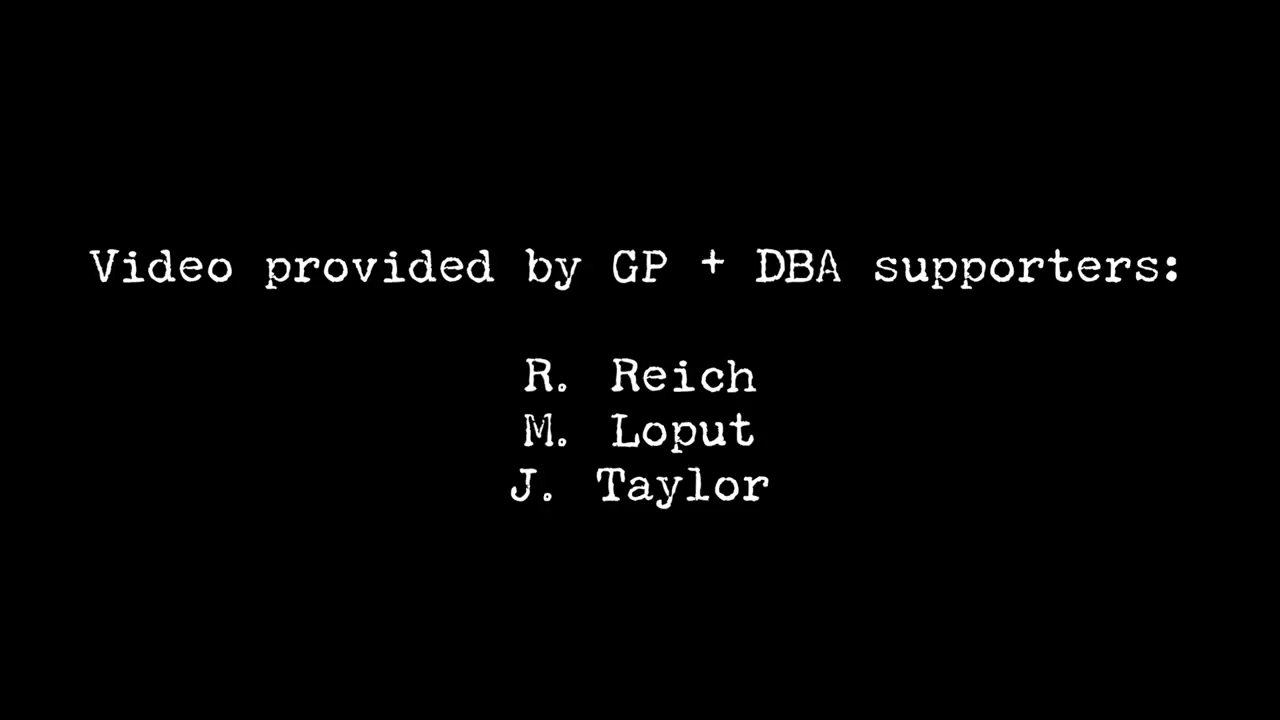 Video provided by GP + DBA supporters:
R. Reich
M. Loput
J. Taylor